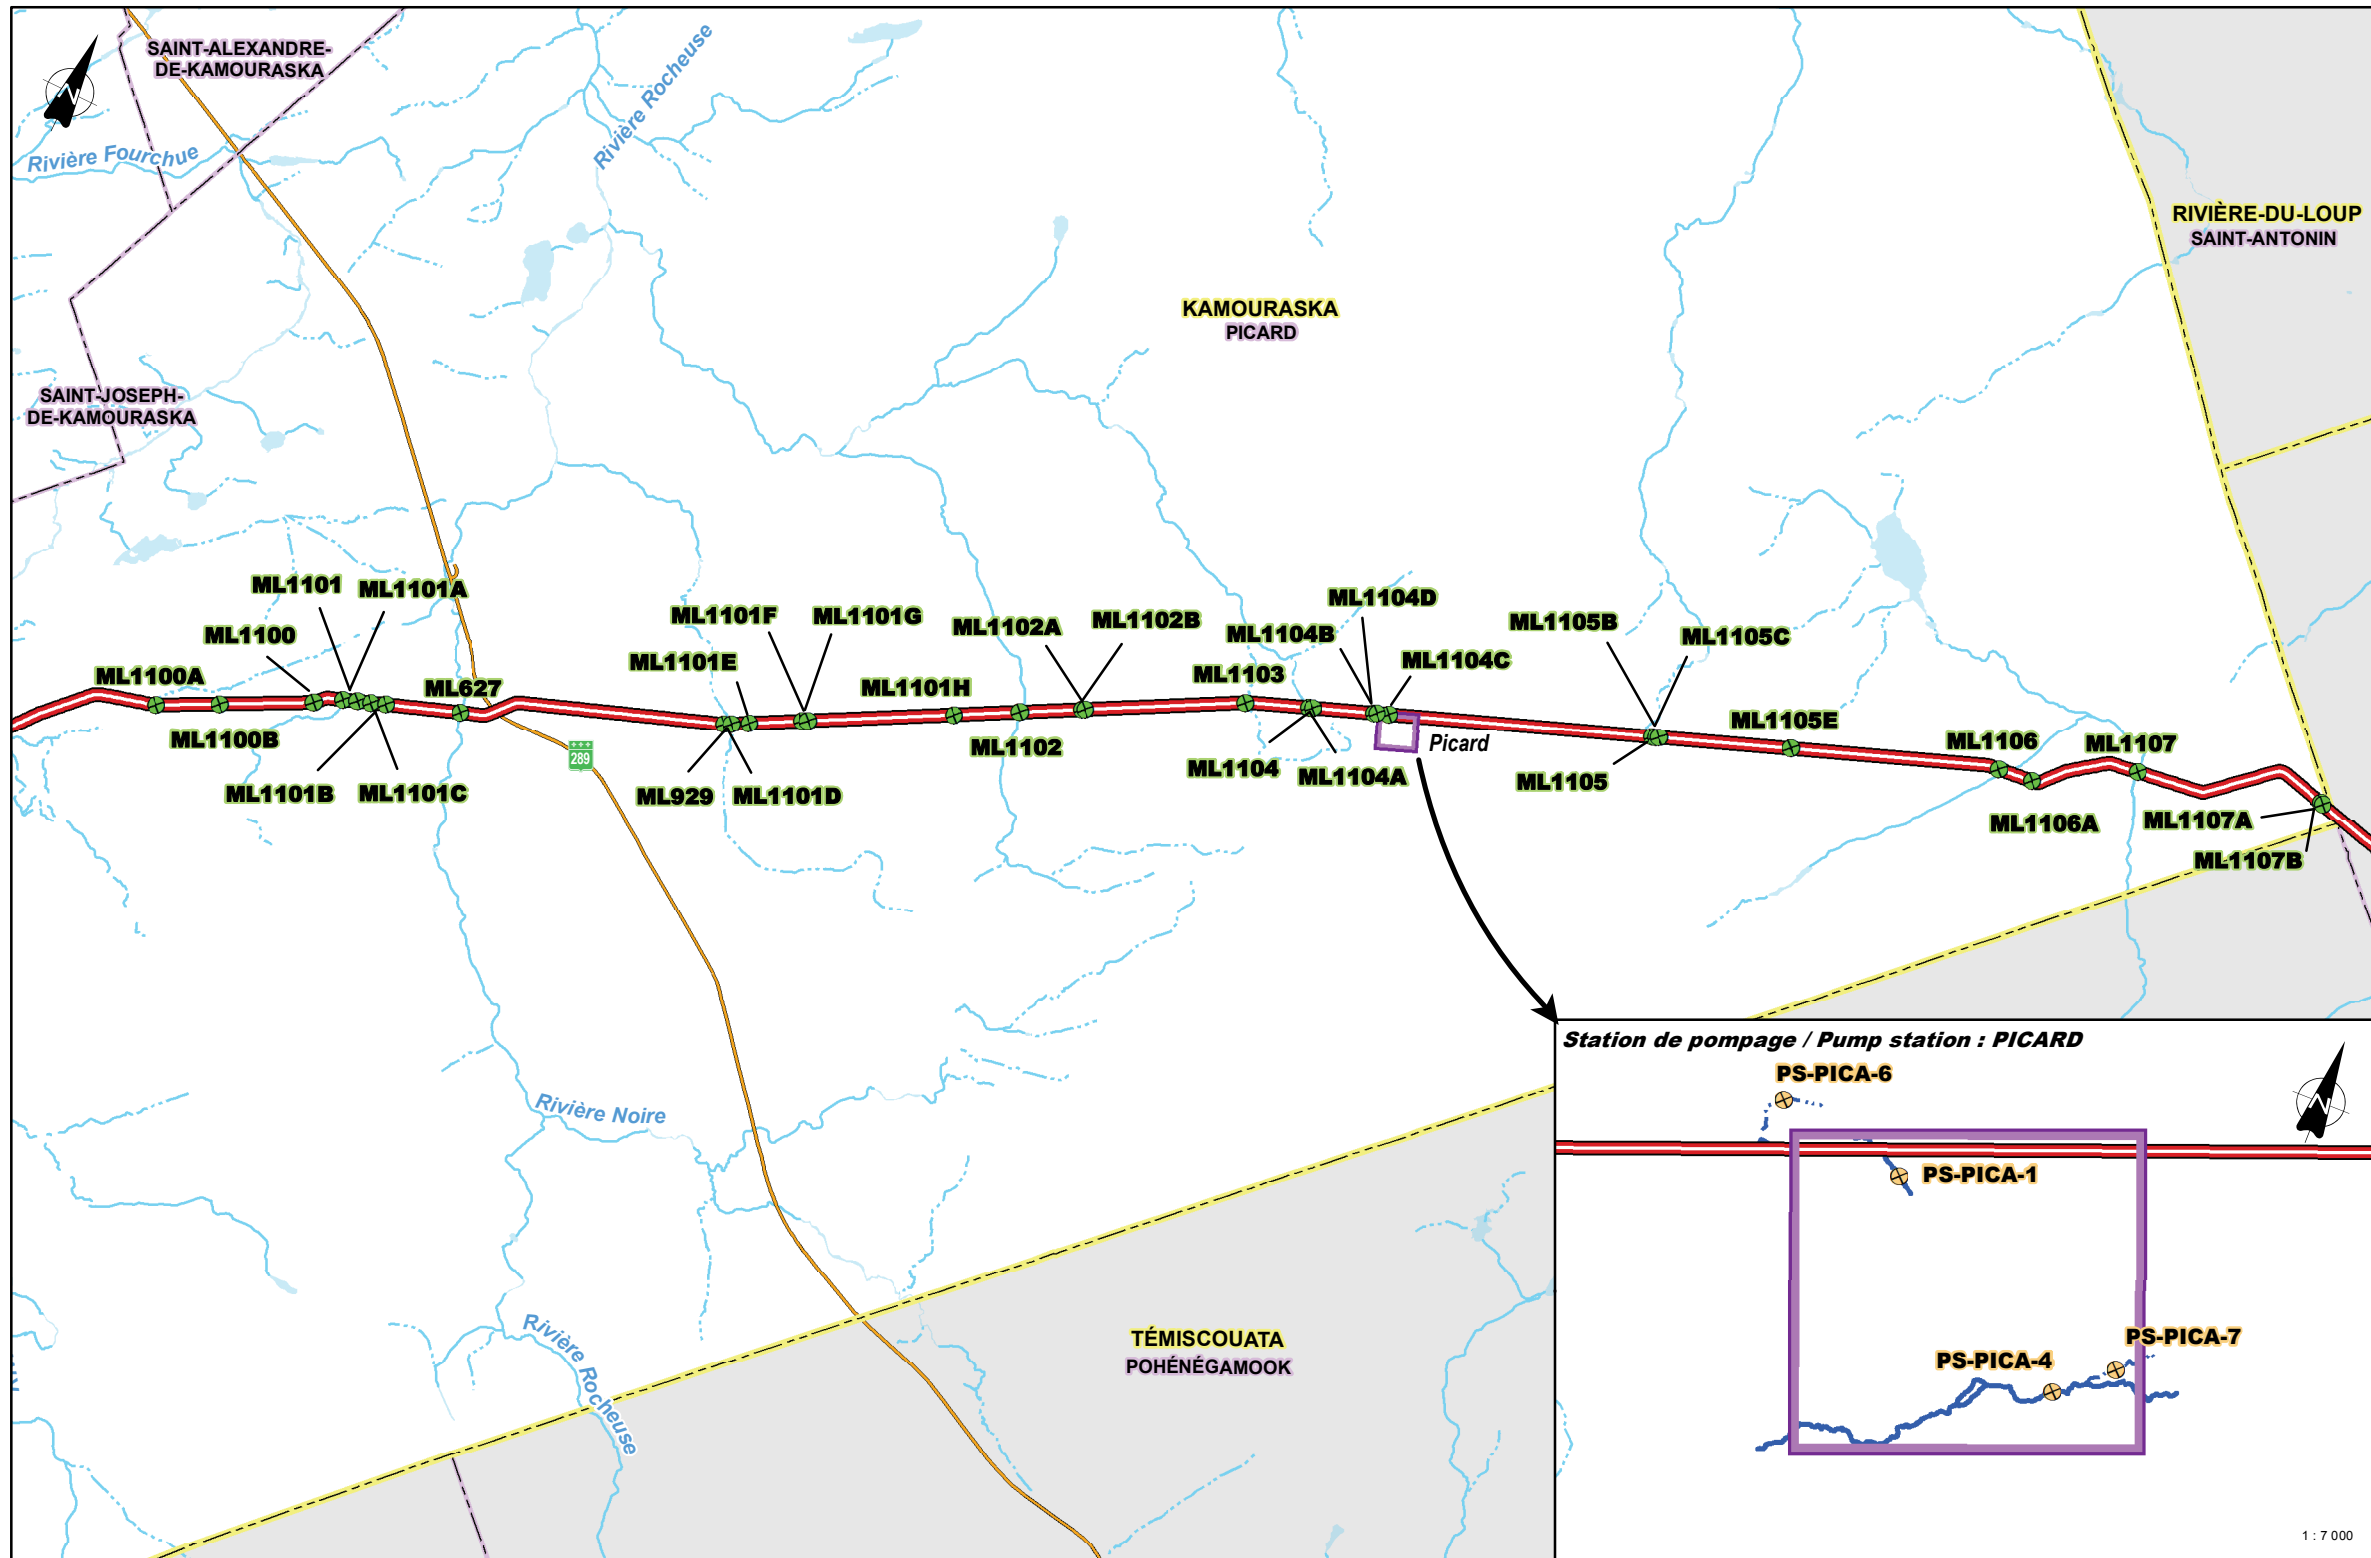 SAINT-ALEXANDRE-
DE-KAMOURASKA
N
Rivière Rocheuse
Rivière Fourchue
RIVIÈRE-DU-LOUP
SAINT-ANTONIN
KAMOURASKA
PICARD
SAINT-JOSEPH-
DE-KAMOURASKA
ML1101
ML1101A
ML1100
ML1100A
ML1100B
ML1101B
ML1101C
ML627
289
ML1101F
ML1101G
ML1101E
ML1101H
ML929
ML1101D
ML1102A
ML1102B
ML1102
ML1103
ML1104B
ML1104D
ML1104C
ML1104
ML1104A
Picard
ML1105B
ML1105C
ML1105
ML1105E
ML1106
ML1107
ML1106A
ML1107A
ML1107B
Rivière Noire
Rivière Rocheuse
TÉMISCOUATA
POHÉNÉGAMOOK
Station de pompage / Pump station : PICARD
PS-PICA-6
N
PS-PICA-1
PS-PICA-7
PS-PICA-4
1 : 7 000